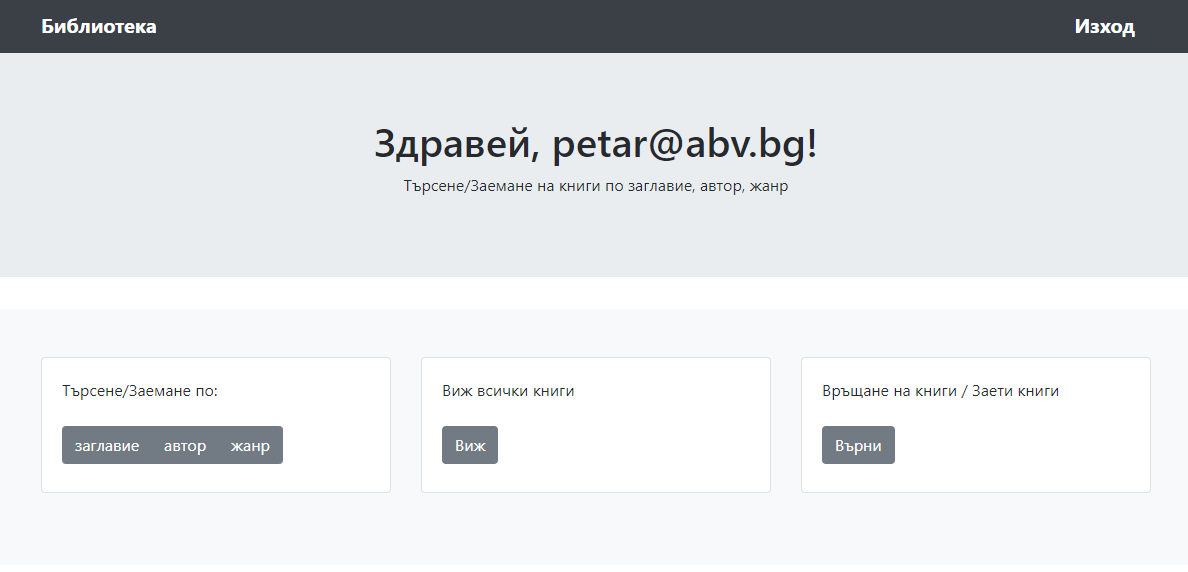 Библиотека
Изход
Здравей, petar@abv.bg!
Търсене/Заемане на книги по заглавие, автор, жанр
Търсене/Заемане по:
заглавие автор жанр
Виж всички книги
Виж
Връщане на книги / Заети книги
Върни